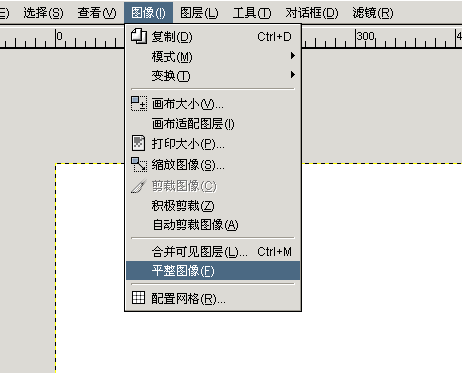 E) 选择(S) 查看(V) 图像(I) 图层(L) 工具(T) 对话框(D) 滤镜(R)
0 300 4
复制(D) Ctrl+D
模式(M)
变换(T)
画布大小(V)...
画布适配图层(I)
打印大小(P)...
缩放图像(S)...
剪裁图像(C)
积极剪裁(Z)
自动剪裁图像(A)
合并可见图层(L)... Ctrl+M
平整图像(F)
配置网格(R)...